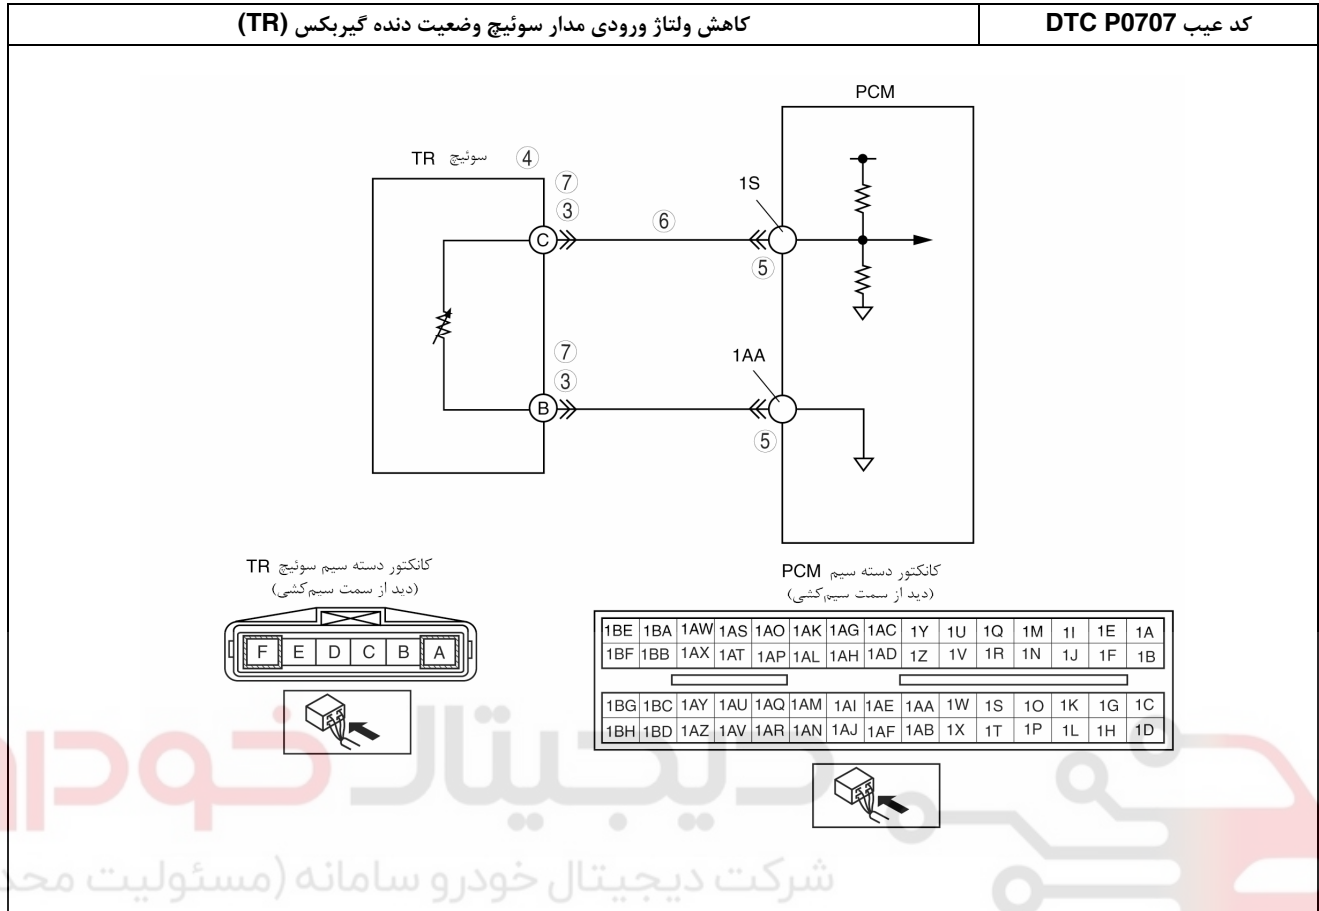 کد عیب DTC P0707
کاهش ولتاژ ورودی مدار سوئیچ وضعیت دنده گیربکس (TR)
PCM
سوئیچ TR ④
⑦
③
⑥
1S
C
⑤
1AA
⑦
③
B
⑤
کانکتور دسته سیم سوئیچ TR
(دید از سمت سیم‌کشی)
F E D C B A
کانکتور دسته سیم PCM
(دید از سمت سیم‌کشی)
1BE 1BA 1AW 1AS 1AO 1AK 1AG 1AC 1Y 1U 1Q 1M 1I 1E 1A
1BF 1BB 1AX 1AT 1AP 1AL 1AH 1AD 1Z 1V 1R 1N 1J 1F 1B
1BG 1BC 1AY 1AU 1AQ 1AM 1AI 1AE 1AA 1W 1S 1O 1K 1G 1C
1BH 1BD 1AZ 1AV 1AR 1AN 1AJ 1AF 1AB 1X 1T 1P 1L 1H 1D
دیجیتال خودرو
شرکت دیجیتال خودرو سامانه (مسئولیت